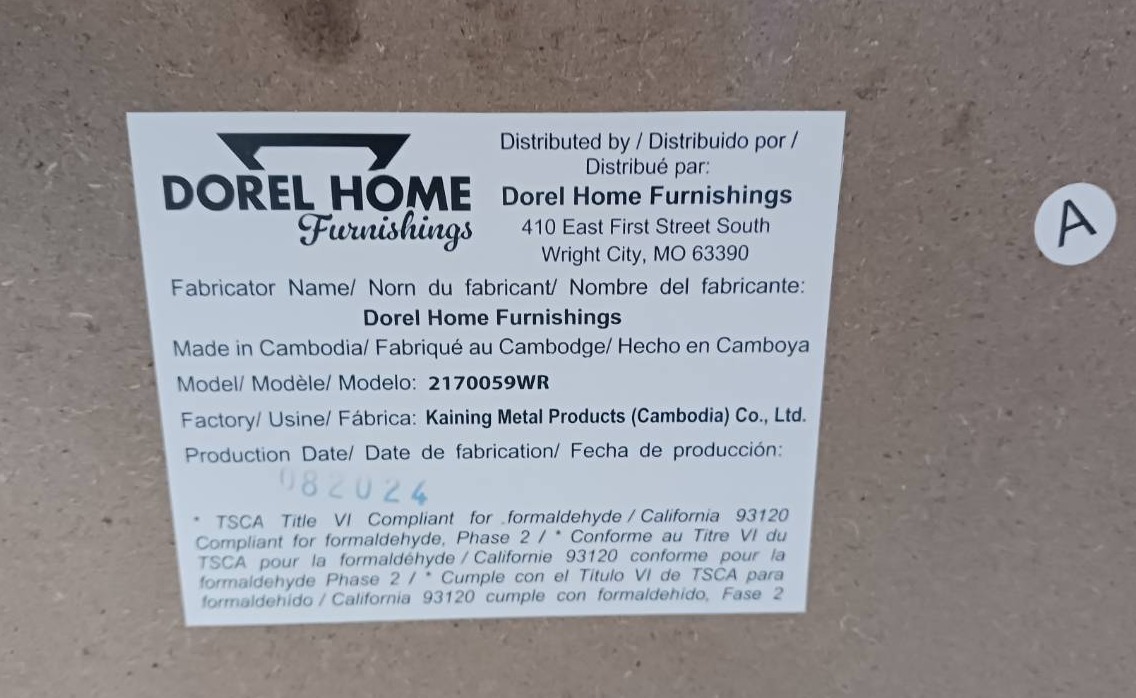 DOREL HOME
Furnishings
Distributed by / Distribuido por /
Distribué par:
Dorel Home Furnishings
410 East First Street South
Wright City, MO 63390
Fabricator Name/ Norn du fabricant/ Nombre del fabricante:
Dorel Home Furnishings
Made in Cambodia/ Fabriqué au Cambodge/ Hecho en Camboya
Model/ Modèle/ Modelo: 2170059WR
Factory/ Usine/ Fábrica: Kaining Metal Products (Cambodia) Co., Ltd.
Production Date/ Date de fabrication/ Fecha de producción:
082024
* TSCA Title VI Compliant for formaldehyde / California 93120
Compliant for formaldehyde, Phase 2 / * Conforme au Titre VI du
TSCA pour la formaldéhyde / Californie 93120 conforme pour la
formaldehyde Phase 2 / * Cumple con el Titulo VI de TSCA para
formaldehido / California 93120 cumple con formaldehido, Fase 2
A